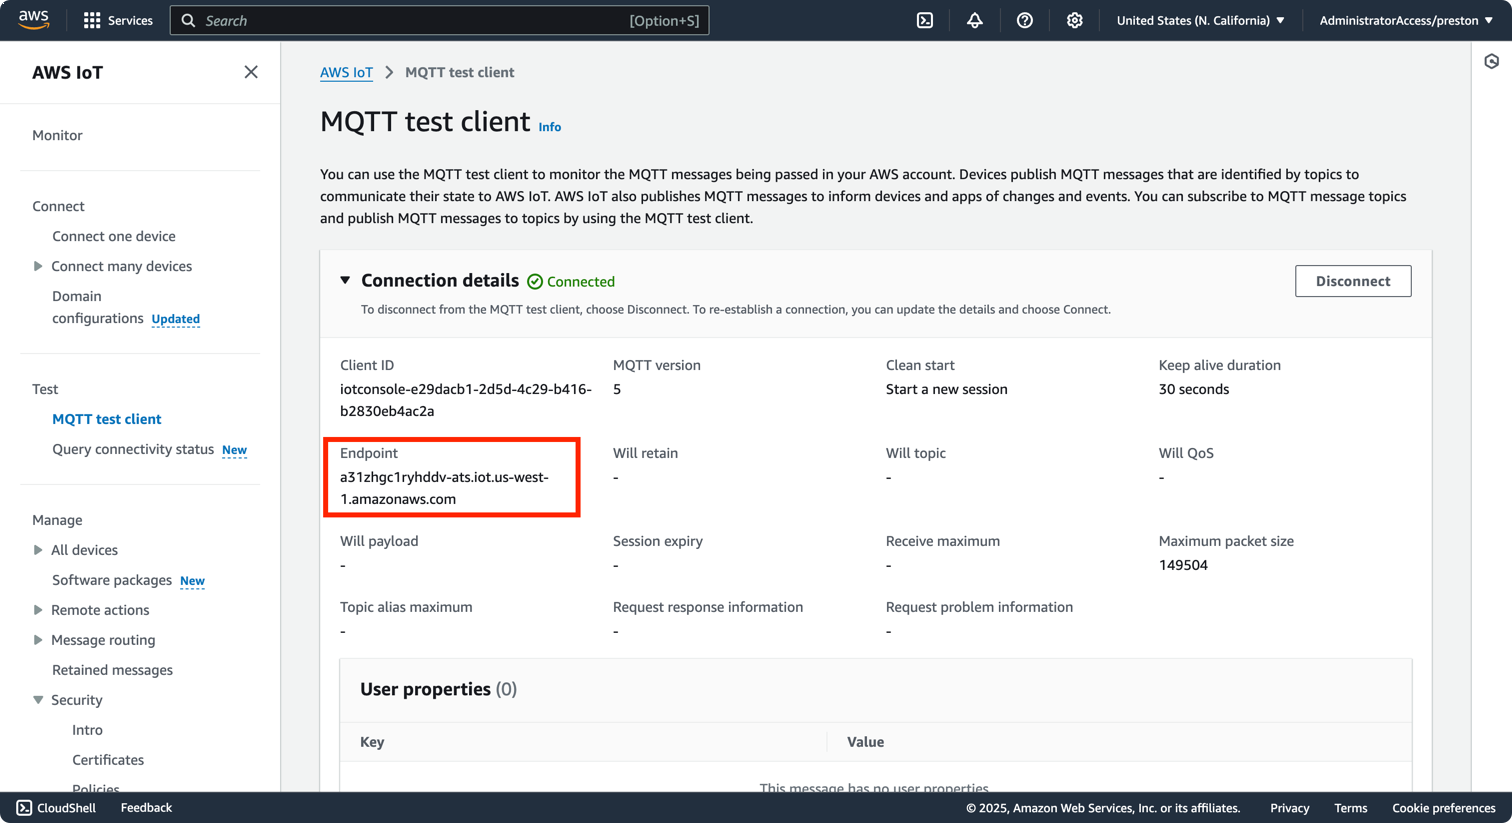 aws
Services
Search
[Option+S]
United States (N. California)
AdministratorAccess/preston
AWS IoT
Monitor
Connect
Connect one device
Connect many devices
Domain
configurations Updated
Test
MQTT test client
Query connectivity status New
Manage
All devices
Software packages New
Remote actions
Message routing
Retained messages
Security
Intro
Certificates
Policies
AWS IoT > MQTT test client
MQTT test client Info
You can use the MQTT test client to monitor the MQTT messages being passed in your AWS account. Devices publish MQTT messages that are identified by topics to
communicate their state to AWS IoT. AWS IoT also publishes MQTT messages to inform devices and apps of changes and events. You can subscribe to MQTT message topics
and publish MQTT messages to topics by using the MQTT test client.
Connection details Connected
Disconnect
To disconnect from the MQTT test client, choose Disconnect. To re-establish a connection, you can update the details and choose Connect.
Client ID
iotconsole-e29dacb1-2d5d-4c29-b416-
b2830eb4ac2a
MQTT version
5
Clean start
Start a new session
Keep alive duration
30 seconds
Endpoint
a31zhgc1ryhddv-ats.iot.us-west-
1.amazonaws.com
Will retain
-
Will topic
-
Will QoS
-
Will payload
-
Session expiry
-
Receive maximum
-
Maximum packet size
149504
Topic alias maximum
-
Request response information
-
Request problem information
-
User properties (0)
Key
Value
This message has no user properties
CloudShell
Feedback
© 2025, Amazon Web Services, Inc. or its affiliates.
Privacy
Terms
Cookie preferences